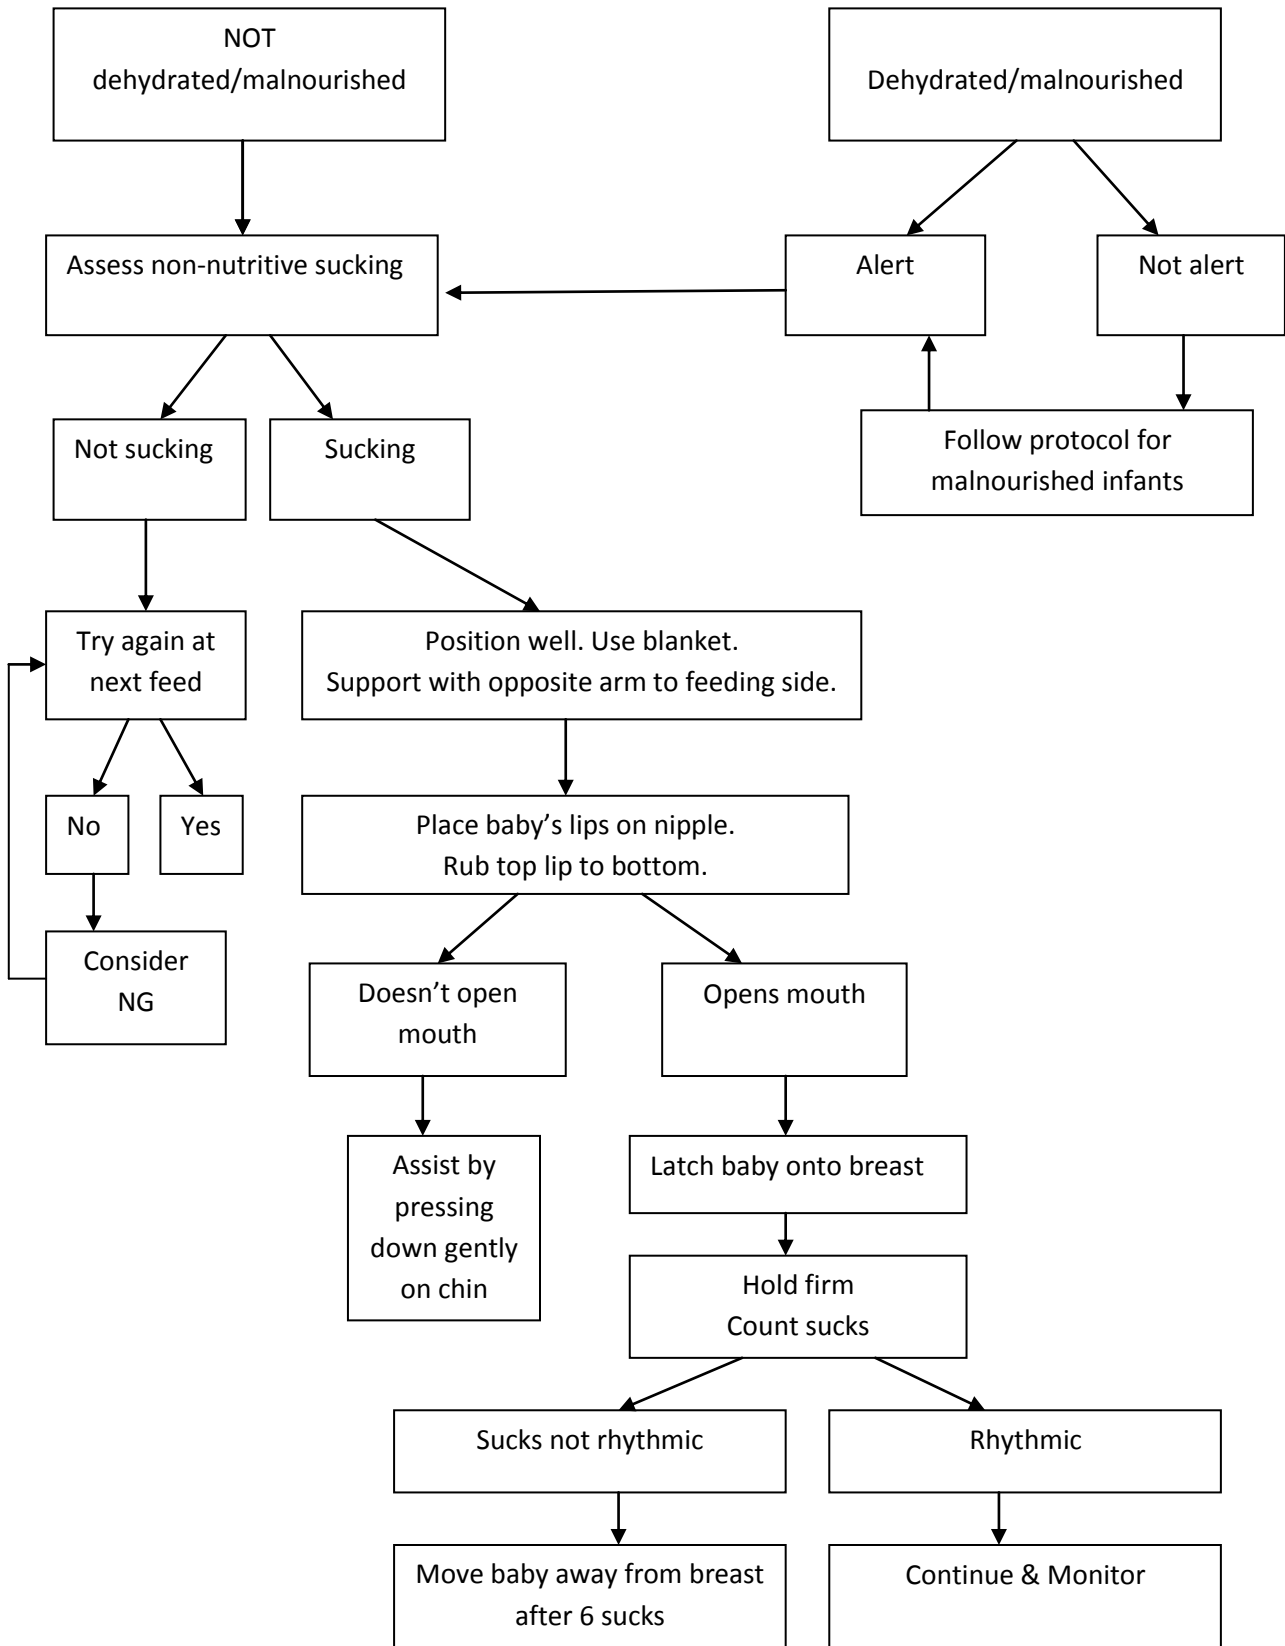 NOT
dehydrated/malnourished
Dehydrated/malnourished
Assess non-nutritive sucking
Alert
Not alert
Not sucking
Sucking
Follow protocol for
malnourished infants
Try again at
next feed
Position well. Use blanket.
Support with opposite arm to feeding side.
No
Yes
Place baby’s lips on nipple.
Rub top lip to bottom.
Consider
NG
Doesn’t open
mouth
Opens mouth
Assist by
pressing
down gently
on chin
Latch baby onto breast
Hold firm
Count sucks
Sucks not rhythmic
Rhythmic
Move baby away from breast
after 6 sucks
Continue & Monitor